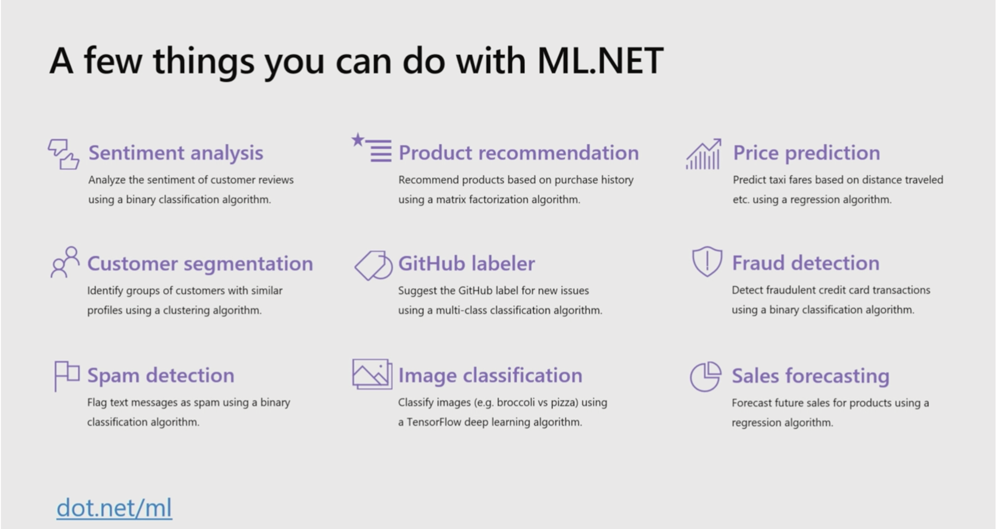 A few things you can do with ML.NET
Sentiment analysis
Analyze the sentiment of customer reviews
using a binary classification algorithm.
Product recommendation
Recommend products based on purchase history
using a matrix factorization algorithm.
Price prediction
Predict taxi fares based on distance traveled
etc. using a regression algorithm.
Customer segmentation
Identify groups of customers with similar
profiles using a clustering algorithm.
GitHub labeler
Suggest the GitHub label for new issues
using a multi-class classification algorithm.
Fraud detection
Detect fraudulent credit card transactions
using a binary classification algorithm.
Spam detection
Flag text messages as spam using a binary
classification algorithm.
Image classification
Classify images (e.g. broccoli vs pizza) using
a TensorFlow deep learning algorithm.
Sales forecasting
Forecast future sales for products using a
regression algorithm.
dot.net/ml